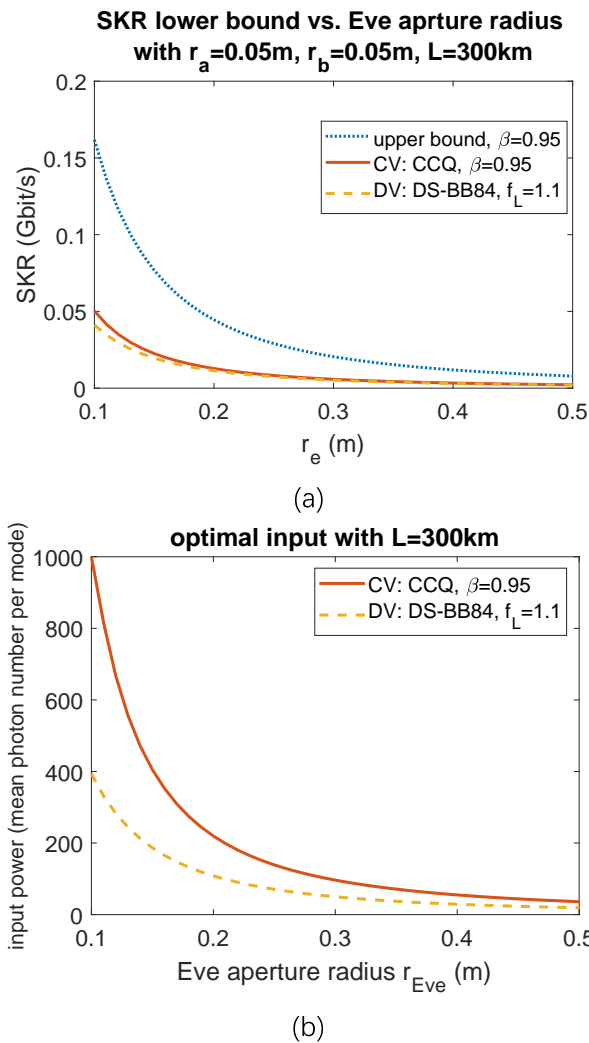 SKR lower bound vs. Eve aprture radius
with r_a=0.05m, r_b=0.05m, L=300km
0.2
0.15
0.1
0.05
0
SKR (Gbit/s)
upper bound, β=0.95
CV: CCQ, β=0.95
DV: DS-BB84, f_L=1.1
0.1 0.2 0.3 0.4 0.5
r_e (m)
(a)
optimal input with L=300km
1000
800
600
400
200
0
input power (mean photon number per mode)
CV: CCQ, β=0.95
DV: DS-BB84, f_L=1.1
0.1 0.2 0.3 0.4 0.5
Eve aperture radius r_Eve (m)
(b)